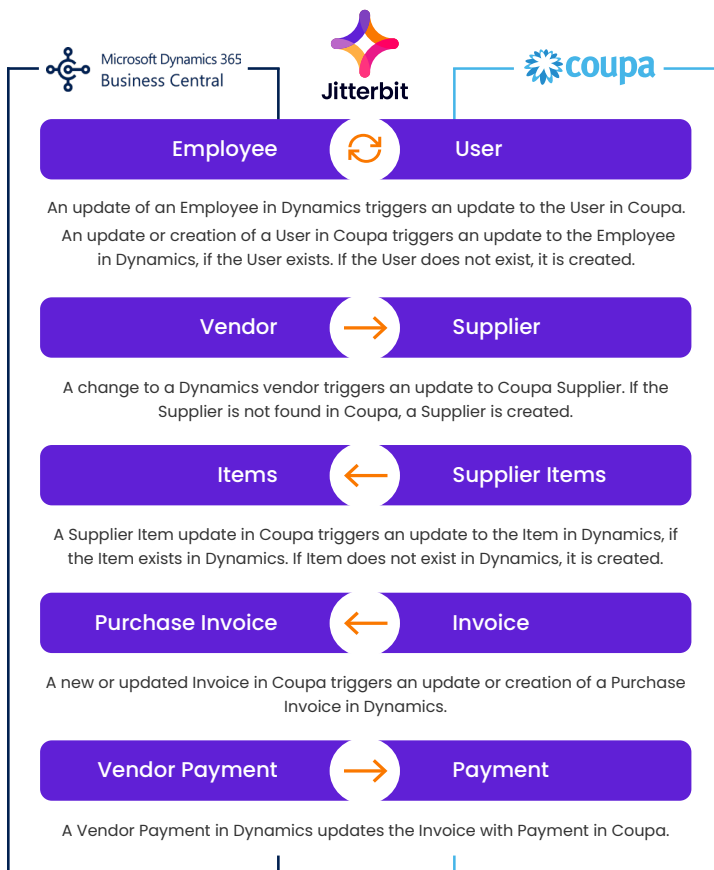 Microsoft Dynamics 365
Business Central
Jitterbit
coupa
Employee User
An update of an Employee in Dynamics triggers an update to the User in Coupa.
An update or creation of a User in Coupa triggers an update to the Employee
in Dynamics, if the User exists. If the User does not exist, it is created.
Vendor Supplier
A change to a Dynamics vendor triggers an update to Coupa Supplier. If the
Supplier is not found in Coupa, a Supplier is created.
Items Supplier Items
A Supplier Item update in Coupa triggers an update to the Item in Dynamics, if
the Item exists in Dynamics. If Item does not exist in Dynamics, it is created.
Purchase Invoice Invoice
A new or updated Invoice in Coupa triggers an update or creation of a Purchase
Invoice in Dynamics.
Vendor Payment Payment
A Vendor Payment in Dynamics updates the Invoice with Payment in Coupa.